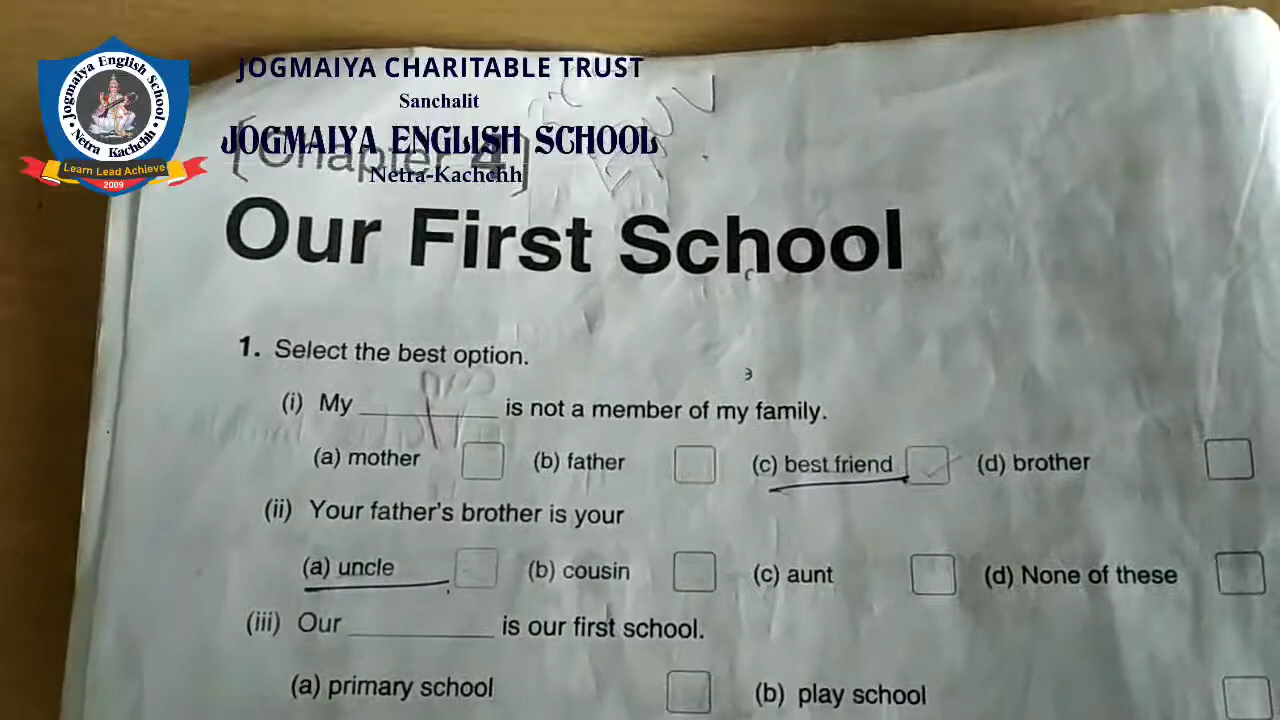 Jogmaiya English School
Netra Kachchh
Learn Lead Achieve
2009
JOGMAIYA CHARITABLE TRUST
Sanchalit
JOGMAIYA ENGLISH SCHOOL
Netra-Kachchh
[Chapter 4]
Our First School
1. Select the best option.
(i) My ____________ is not a member of my family.
(a) mother (b) father (c) best friend (d) brother
(ii) Your father's brother is your
(a) uncle (b) cousin (c) aunt (d) None of these
(iii) Our ____________ is our first school.
(a) primary school (b) play school